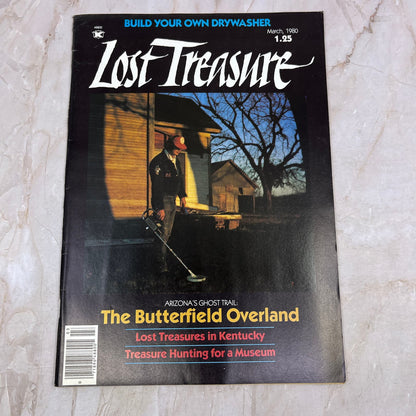 BUILD YOUR OWN DRYWASHER
March, 1980
1.25
Lost Treasure
ARIZONA'S GHOST TRAIL:
The Butterfield Overland
Lost Treasures in Kentucky
Treasure Hunting for a Museum